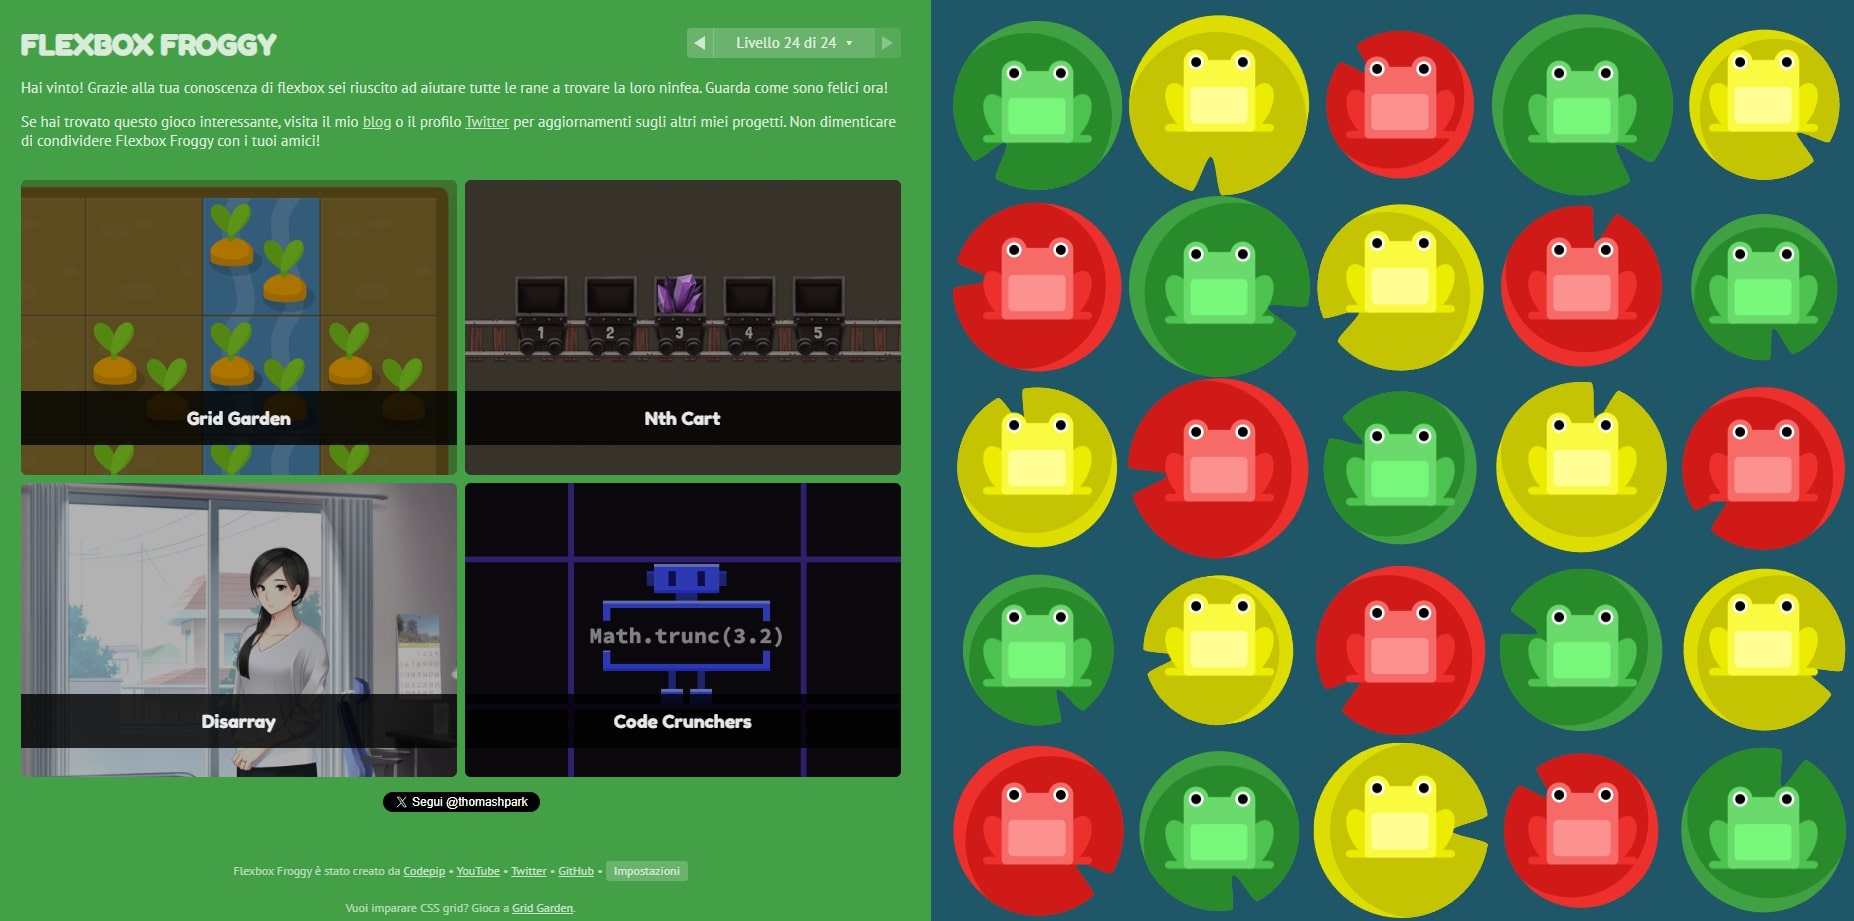 FLEXBOX FROGGY
Livello 24 di 24
Hai vinto! Grazie alla tua conoscenza di flexbox sei riuscito ad aiutare tutte le rane a trovare la loro ninfea. Guarda come sono felici ora!
Se hai trovato questo gioco interessante, visita il mio blog o il profilo Twitter per aggiornamenti sugli altri miei progetti. Non dimenticare
di condividere Flexbox Froggy con i tuoi amici!
1 2 3 4 5
Grid Garden
Nth Cart
Math.trunc(3.2)
Disarray
Code Crunchers
X Segui @thomashpark
Flexbox Froggy è stato creato da Codepip • YouTube • Twitter • GitHub • Impostazioni
Vuoi imparare CSS grid? Gioca a Grid Garden.